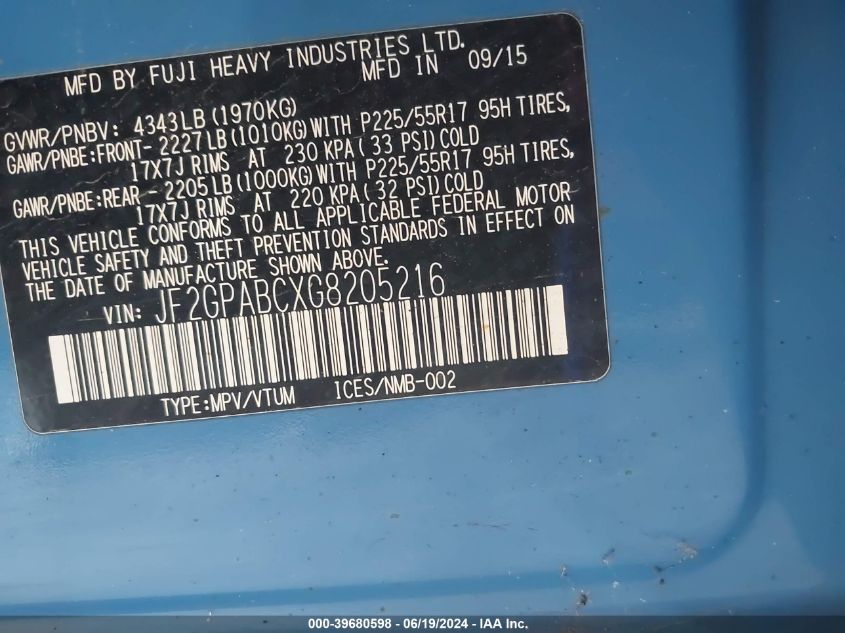 MFD BY FUJI HEAVY INDUSTRIES LTD.
MFD IN 09/15
GVWR/PNBV: 4343LB (1970KG)
GAWR/PNBE:FRONT- 2227LB (1010KG) WITH P225/55R17 95H TIRES,
17X7J RIMS AT 230 KPA( 33 PSI) COLD
GAWR/PNBE:REAR - 2205LB (1000KG) WITH P225/55R17 95H TIRES,
17X7J RIMS AT 220 KPA( 32 PSI) COLD
THIS VEHICLE CONFORMS TO ALL APPLICABLE FEDERAL MOTOR
VEHICLE SAFETY AND THEFT PREVENTION STANDARDS IN EFFECT ON
THE DATE OF MANUFACTURE SHOWN ABOVE.
VIN: JF2GPABCXG8205216
TYPE:MPV/VTUM ICES/NMB-002
000-39680598 - 06/19/2024 - IAA Inc.